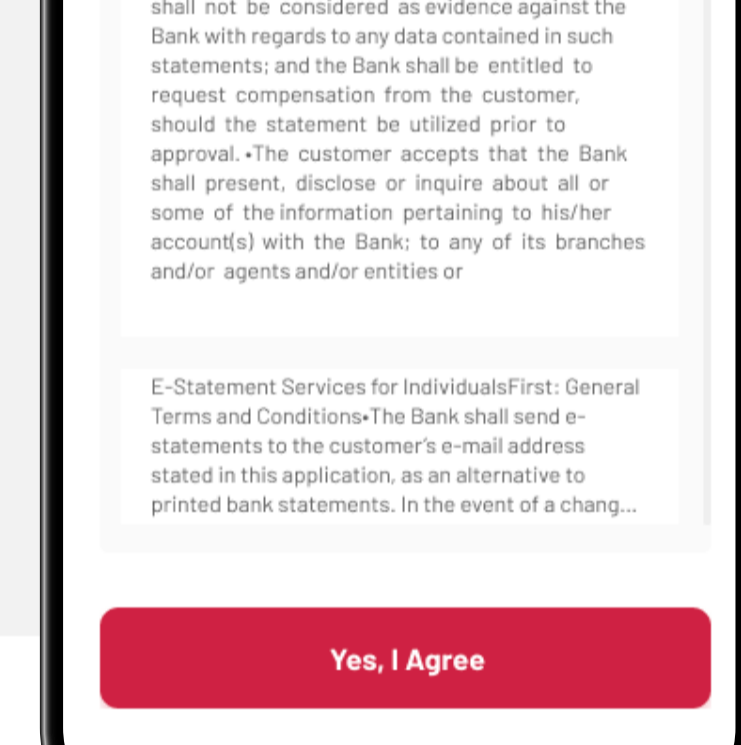 shall not be considered as evidence against the
Bank with regards to any data contained in such
statements; and the Bank shall be entitled to
request compensation from the customer,
should the statement be utilized prior to
approval. •The customer accepts that the Bank
shall present, disclose or inquire about all or
some of the information pertaining to his/her
account(s) with the Bank; to any of its branches
and/or agents and/or entities or
E-Statement Services for IndividualsFirst: General
Terms and Conditions•The Bank shall send e-
statements to the customer's e-mail address
stated in this application, as an alternative to
printed bank statements. In the event of a chang...
Yes, I Agree